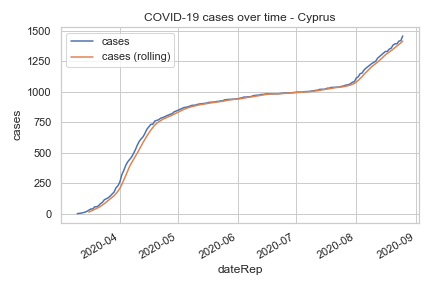 COVID-19 cases over time - Cyprus
cases
cases (rolling)
1500
1250
1000
750
500
250
0
cases
2020-04
2020-05
2020-06
2020-07
2020-08
2020-09
dateRep